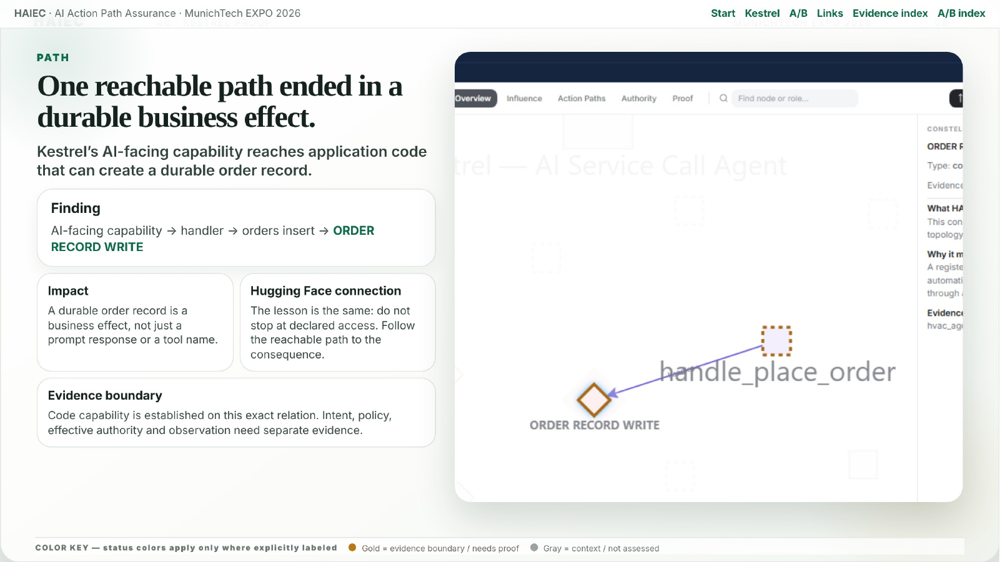 HAIEC · AI Action Path Assurance · MunichTech EXPO 2026
Start Kestrel A/B Links Evidence index A/B index
HAIEC
MUNICHTECH EXPO 2026
PATH
One reachable path ended in a
durable business effect.
Kestrel's AI-facing capability reaches application code
that can create a durable order record.
Finding
AI-facing capability → handler → orders insert → ORDER
RECORD WRITE
Impact
A durable order record is a
business effect, not just a
prompt response or a tool name.
Hugging Face connection
The lesson is the same: do not
stop at declared access. Follow
the reachable path to the
consequence.
Evidence boundary
Code capability is established on this exact relation. Intent, policy,
effective authority and observation need separate evidence.
Overview Influence Action Paths Authority Proof Find node or role...
trel — AI Service Call Agent
handle_place_order
ORDER RECORD WRITE
CONSTEL
ORDER R
Type: co
Evidence
What HA
This con
topology
Why it m
A registe
automati
through a
Evidence
hvac_age
COLOR KEY — status colors apply only where explicitly labeled Gold = evidence boundary / needs proof Gray = context / not assessed